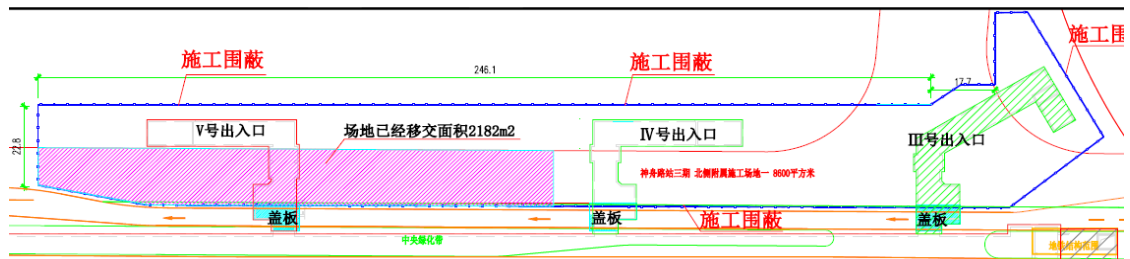 施工围蔽
施工围蔽
施工围
246.1
17.7
22.8
V号出入口
场地已经移交面积2182m2
Ⅳ号出入口
Ⅲ号出入口
神舟路站三期 北侧附属施工场地一 8600平方米
盖板
盖板
施工围蔽
盖板
中央绿化带